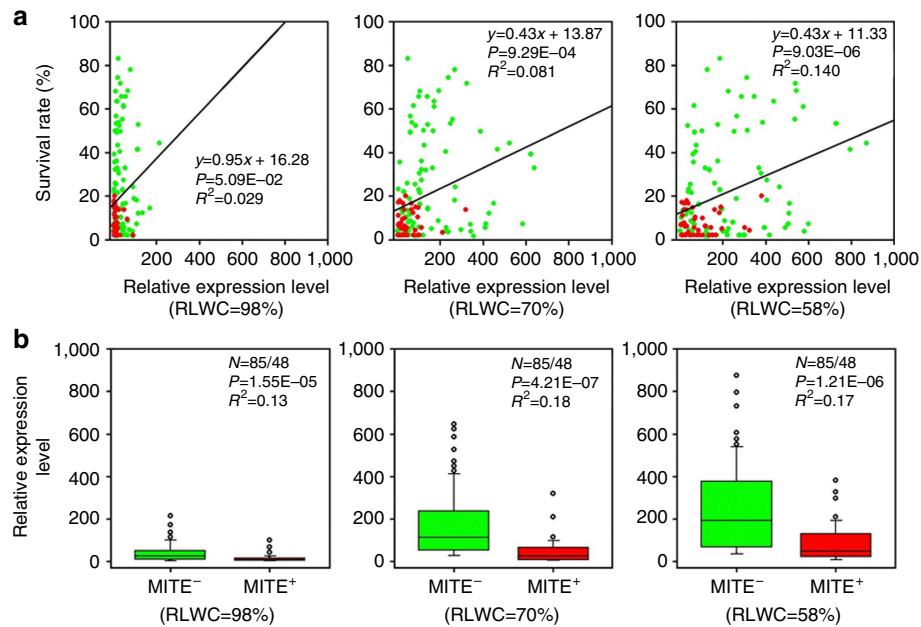 a
Survival rate (%)
100
80
60
40
20
0
y=0.95x + 16.28
P=5.09E–02
R²=0.029
200 400 600 800 1,000
Relative expression level
(RLWC=98%)
100
80
60
40
20
0
y=0.43x + 13.87
P=9.29E–04
R²=0.081
200 400 600 800 1,000
Relative expression level
(RLWC=70%)
100
80
60
40
20
0
y=0.43x + 11.33
P=9.03E–06
R²=0.140
200 400 600 800 1,000
Relative expression level
(RLWC=58%)
b
Relative expression
level
1,000
800
600
400
200
0
N=85/48
P=1.55E–05
R²=0.13
MITE⁻ MITE⁺
(RLWC=98%)
1,000
800
600
400
200
0
N=85/48
P=4.21E–07
R²=0.18
MITE⁻ MITE⁺
(RLWC=70%)
1,000
800
600
400
200
0
N=85/48
P=1.21E–06
R²=0.17
MITE⁻ MITE⁺
(RLWC=58%)